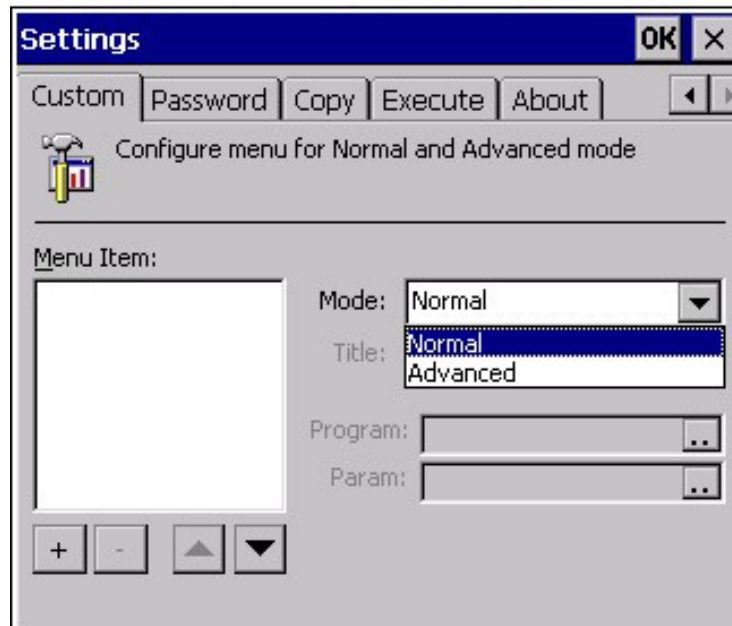 Settings OK ×
Custom Password Copy Execute About
Configure menu for Normal and Advanced mode
Menu Item:
Mode: Normal
Title: Normal
Advanced
Program: ..
Param: ..
+ -